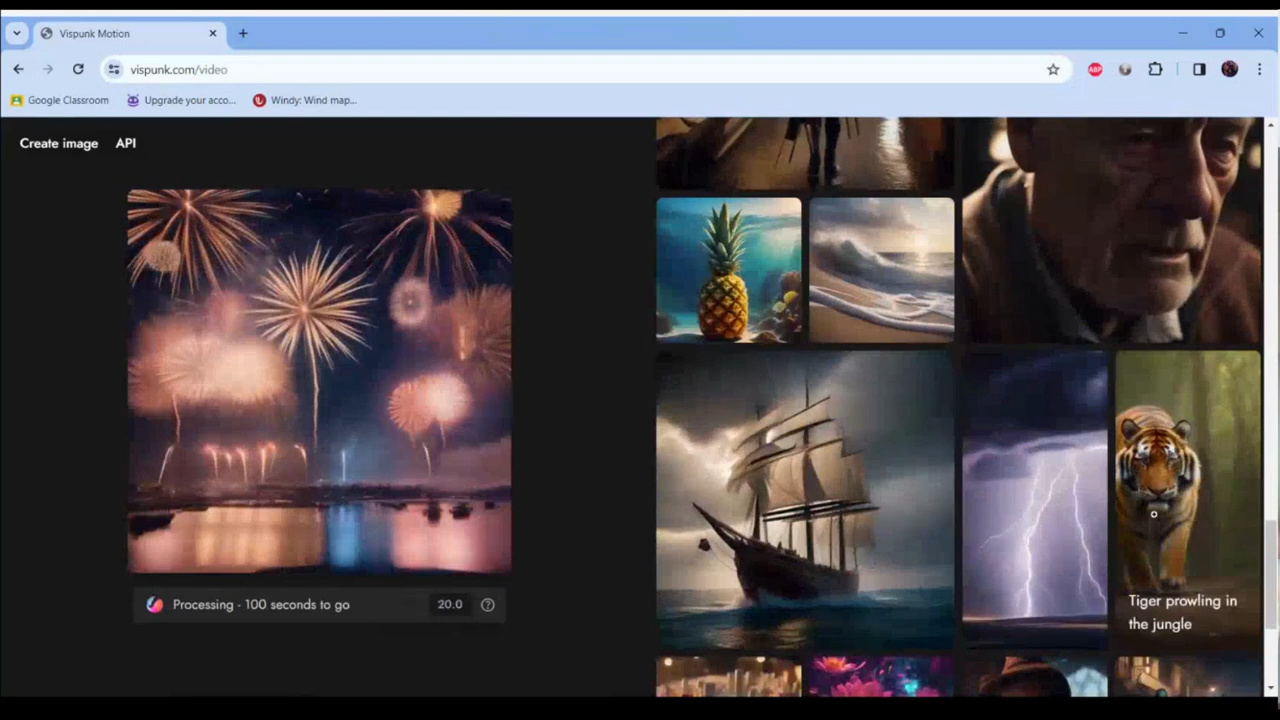 Vispunk Motion
vispunk.com/video
ABP
Google Classroom
Upgrade your acco...
Windy: Wind map...
Create image
API
Processing - 100 seconds to go
20.0
Tiger prowling in
the jungle